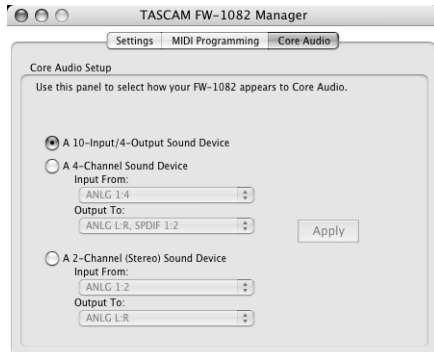 TASCAM FW-1082 Manager
Settings MIDI Programming Core Audio
Core Audio Setup
Use this panel to select how your FW-1082 appears to Core Audio.
A 10-Input/4-Output Sound Device
A 4-Channel Sound Device
Input From:
ANLG 1:4
Output To:
ANLG L:R, SPDIF 1:2
Apply
A 2-Channel (Stereo) Sound Device
Input From:
ANLG 1:2
Output To:
ANLG L:R